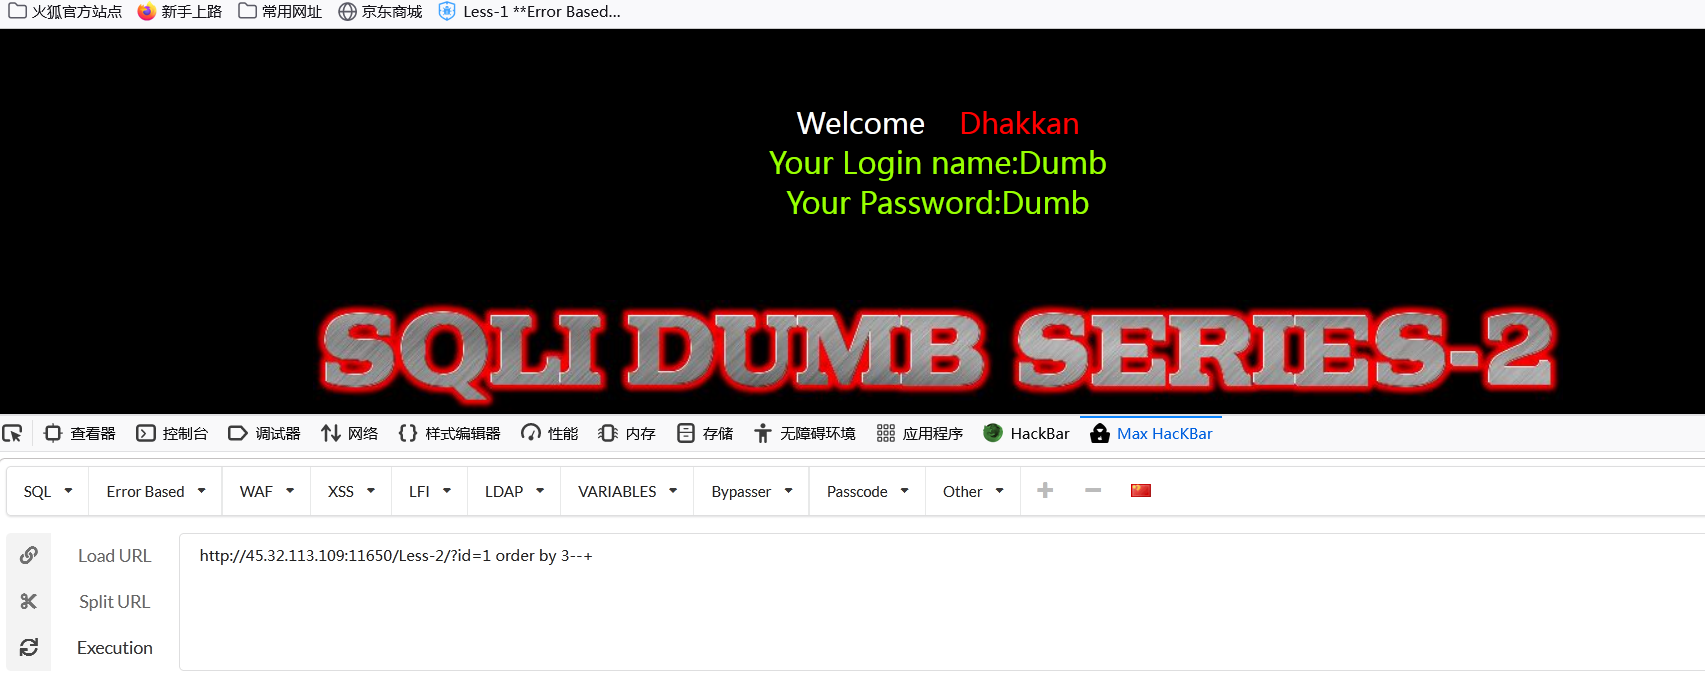 火狐官方站点 新手上路 常用网址 京东商城 Less-1 **Error Based...
Welcome Dhakkan
Your Login name:Dumb
Your Password:Dumb
SQLI DUMB SERIES-2
查看器 控制台 调试器 网络 样式编辑器 性能 内存 存储 无障碍环境 应用程序 HackBar Max HacKBar
SQL Error Based WAF XSS LFI LDAP VARIABLES Bypasser Passcode Other
Load URL http://45.32.113.109:11650/Less-2/?id=1 order by 3--+
Split URL
Execution